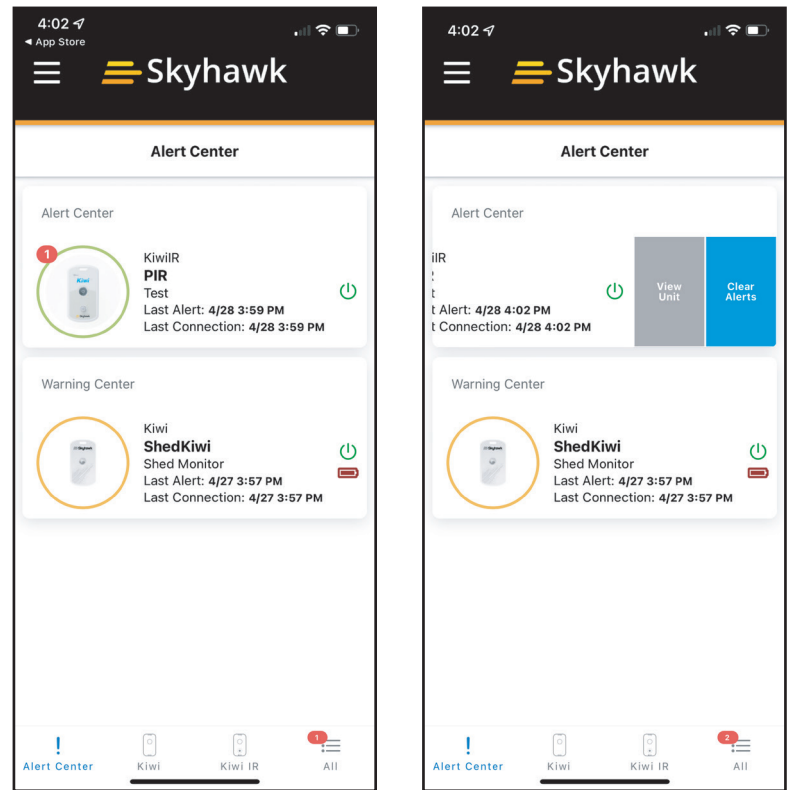 4:02
◄ App Store
Skyhawk
Alert Center
Alert Center
1
Kiwi
KiwiIR
PIR
Test
Last Alert: 4/28 3:59 PM
Last Connection: 4/28 3:59 PM
Warning Center
Skyhawk
Kiwi
ShedKiwi
Shed Monitor
Last Alert: 4/27 3:57 PM
Last Connection: 4/27 3:57 PM
1
Alert Center
Kiwi
Kiwi IR
All
4:02
Skyhawk
Alert Center
Alert Center
iIR
t
t Alert: 4/28 4:02 PM
t Connection: 4/28 4:02 PM
View
Unit
Clear
Alerts
Warning Center
Skyhawk
Kiwi
ShedKiwi
Shed Monitor
Last Alert: 4/27 3:57 PM
Last Connection: 4/27 3:57 PM
2
Alert Center
Kiwi
Kiwi IR
All